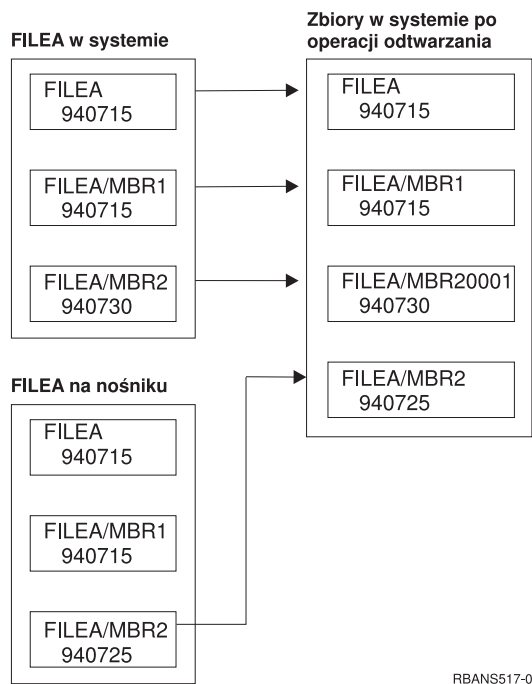 FILEA w systemie
FILEA
940715
FILEA/MBR1
940715
FILEA/MBR2
940730
FILEA na nośniku
FILEA
940715
FILEA/MBR1
940715
FILEA/MBR2
940725
Zbiory w systemie po
operacji odtwarzania
FILEA
940715
FILEA/MBR1
940715
FILEA/MBR20001
940730
FILEA/MBR2
940725
RBANS517-0